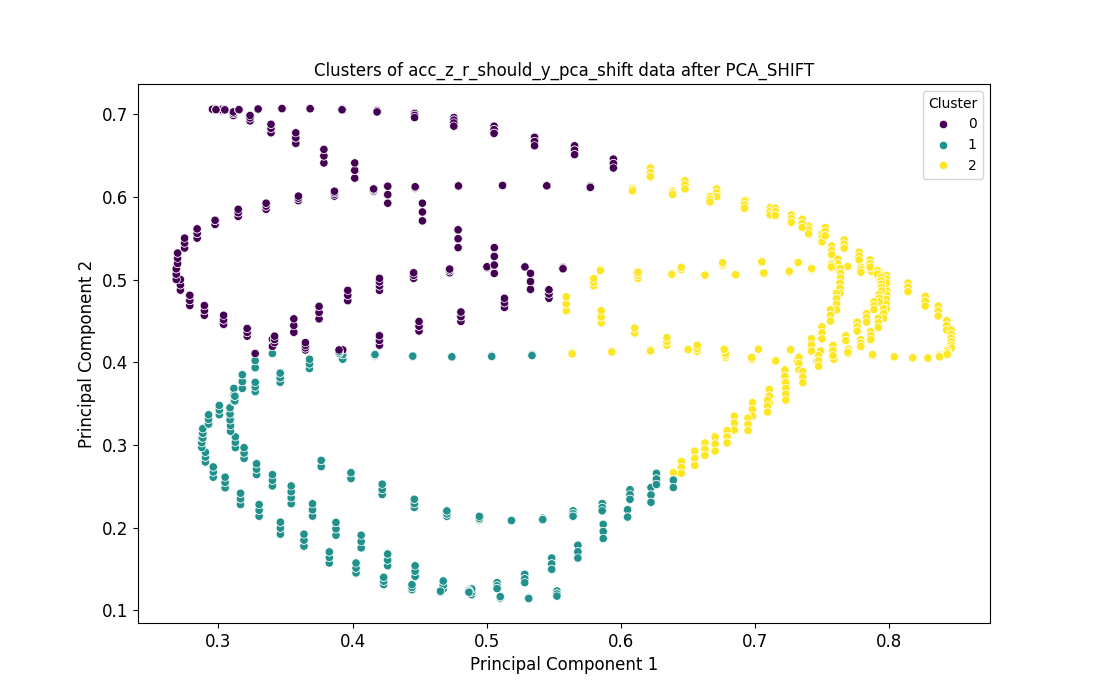 Clusters of acc_z_r_should_y_pca_shift data after PCA_SHIFT
Cluster
0
1
2
0.7
0.6
0.5
0.4
0.3
0.2
0.1
Principal Component 2
0.3 0.4 0.5 0.6 0.7 0.8
Principal Component 1